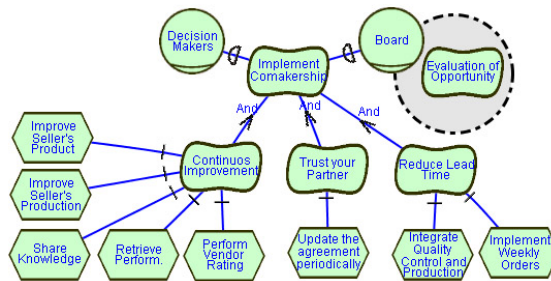 Decision
Makers
Board
Implement
Comakership
Evaluation of
Opportunity
And
And
And
Improve
Seller's
Product
Continuos
Improvement
Trust your
Partner
Reduce Lead
Time
Improve
Seller's
Production
Share
Knowledge
Retrieve
Perform.
Perform
Vendor
Rating
Update the
agreement
periodically
Integrate
Quality
Control and
Production
Implement
Weekly
Orders